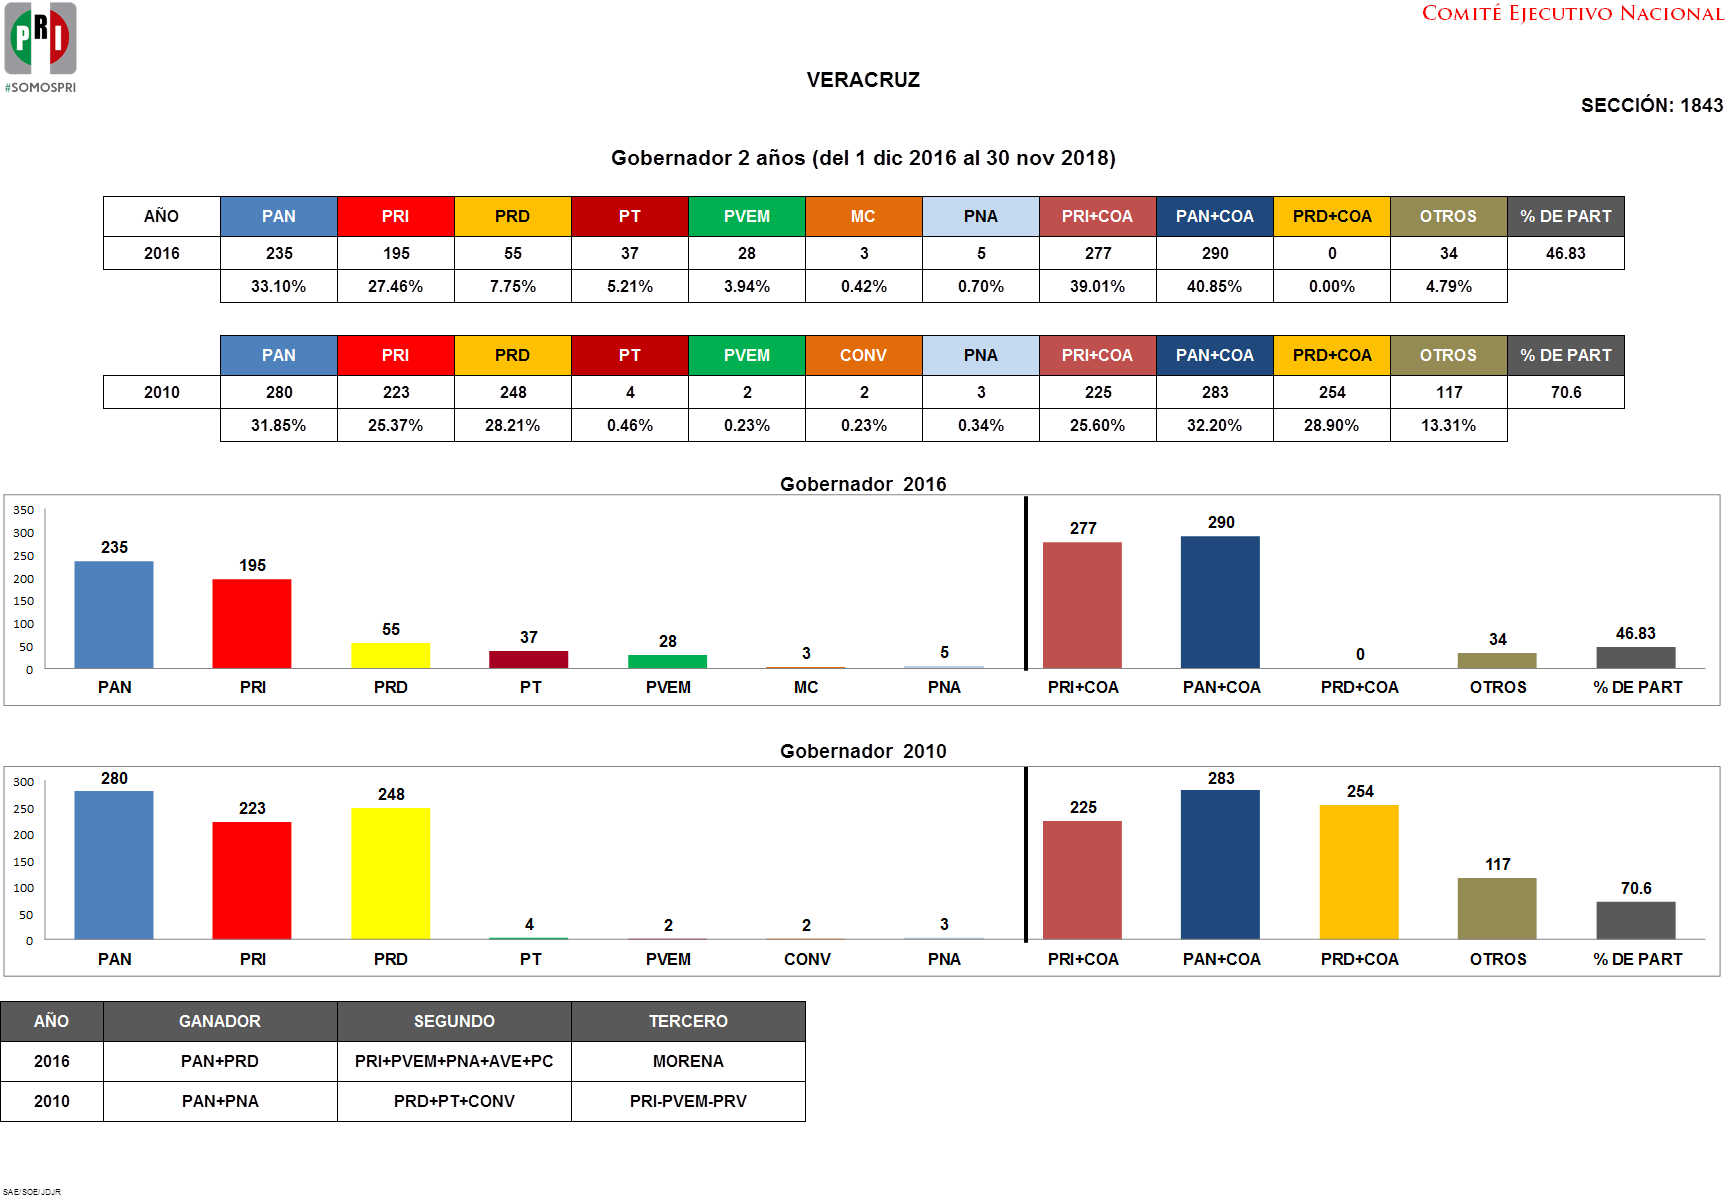 PRI
#SOMOSPRI
COMITÉ EJECUTIVO NACIONAL
VERACRUZ
SECCIÓN: 1843
Gobernador 2 años (del 1 dic 2016 al 30 nov 2018)
AÑO PAN PRI PRD PT PVEM MC PNA PRI+COA PAN+COA PRD+COA OTROS % DE PART
2016 235 195 55 37 28 3 5 277 290 0 34 46.83
33.10% 27.46% 7.75% 5.21% 3.94% 0.42% 0.70% 39.01% 40.85% 0.00% 4.79%
PAN PRI PRD PT PVEM CONV PNA PRI+COA PAN+COA PRD+COA OTROS % DE PART
2010 280 223 248 4 2 2 3 225 283 254 117 70.6
31.85% 25.37% 28.21% 0.46% 0.23% 0.23% 0.34% 25.60% 32.20% 28.90% 13.31%
Gobernador 2016
350
300
250
200
150
100
50
0
235 195 55 37 28 3 5 277 290 0 34 46.83
PAN PRI PRD PT PVEM MC PNA PRI+COA PAN+COA PRD+COA OTROS % DE PART
Gobernador 2010
300
250
200
150
100
50
0
280 223 248 4 2 2 3 225 283 254 117 70.6
PAN PRI PRD PT PVEM CONV PNA PRI+COA PAN+COA PRD+COA OTROS % DE PART
AÑO GANADOR SEGUNDO TERCERO
2016 PAN+PRD PRI+PVEM+PNA+AVE+PC MORENA
2010 PAN+PNA PRD+PT+CONV PRI-PVEM-PRV
SAE/SOE/JDJR